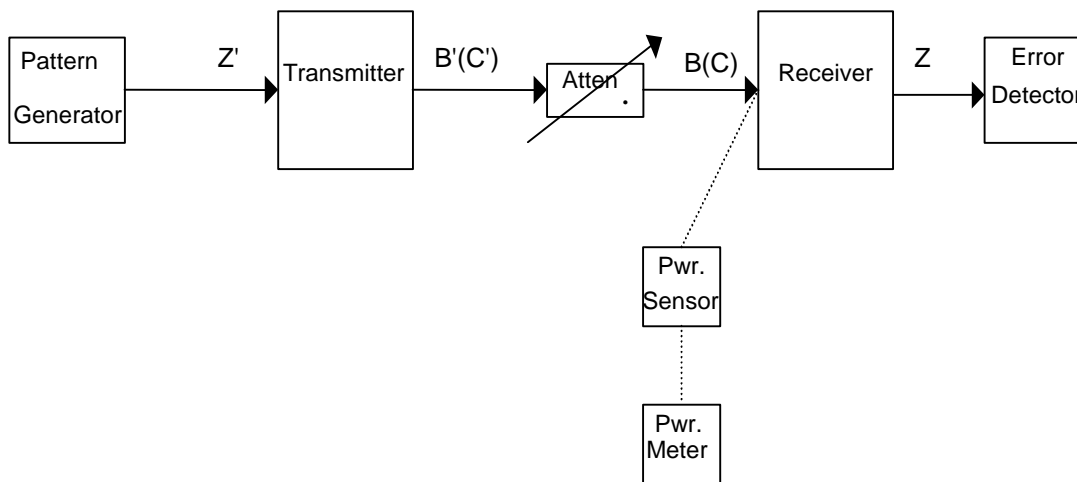 Pattern
Generator
Z'
Transmitter
B'(C')
Atten
.
B(C)
Receiver
Z
Error
Detector
Pwr.
Sensor
Pwr.
Meter